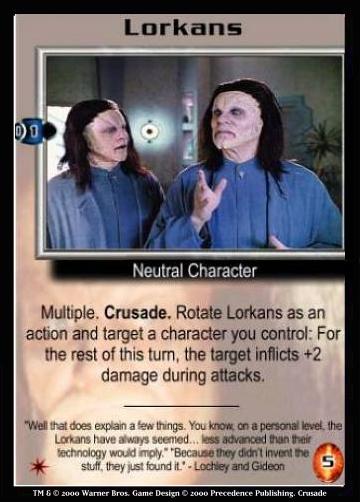 Lorkans
1
Neutral Character
Multiple. Crusade. Rotate Lorkans as an
action and target a character you control: For
the rest of this turn, the target inflicts +2
damage during attacks.
"Well that does explain a few things. You know, on a personal level, the
Lorkans have always seemed... less advanced than their
technology would imply." "Because they didn't invent the
stuff, they just found it." - Lochley and Gideon
5
TM & © 2000 Warner Bros. Game Design © 2000 Precedence Publishing. Crusade